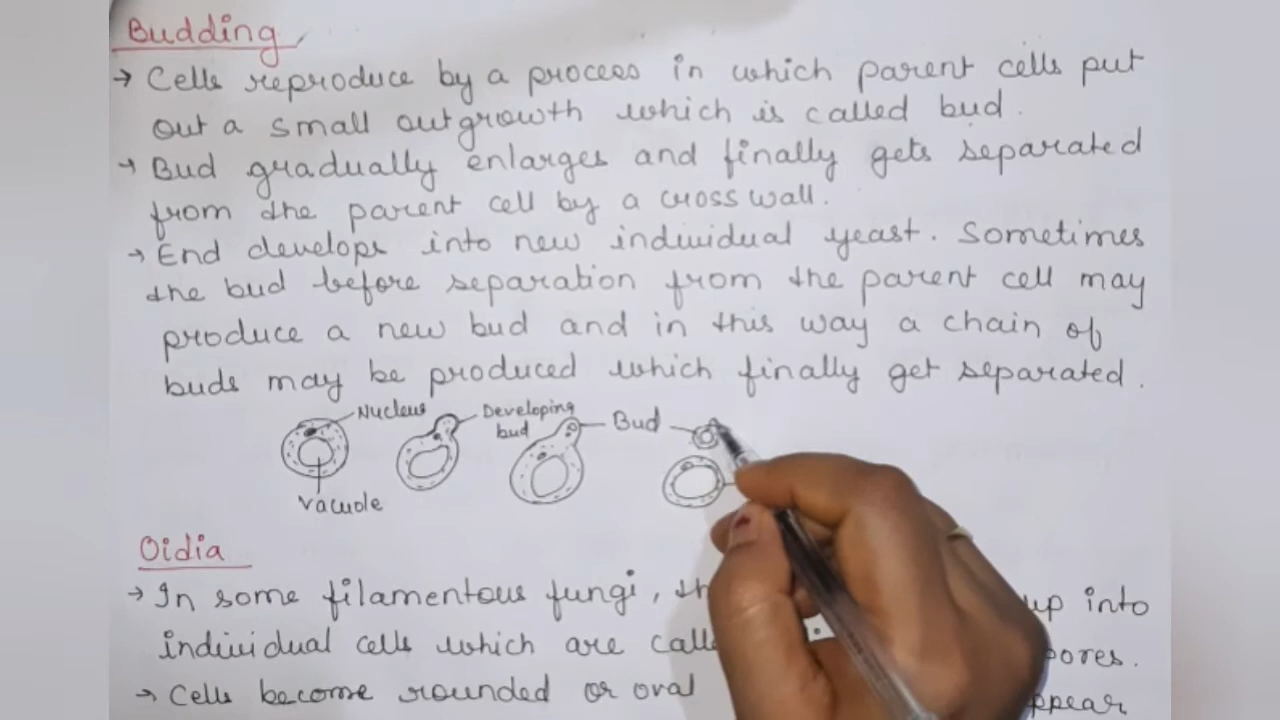 Budding
→ Cells reproduce by a process in which parent cells put
out a small outgrowth which is called bud.
→ Bud gradually enlarges and finally gets separated
from the parent cell by a cross wall.
→ End develops into new individual yeast. Sometimes
the bud before separation from the parent cell may
produce a new bud and in this way a chain of
buds may be produced which finally get separated.
Nucleus
Developing
bud
Bud
Vacuole
Oidia
→ In some filamentous fungi, up into
individual cells which are
→ Cells become rounded or oval